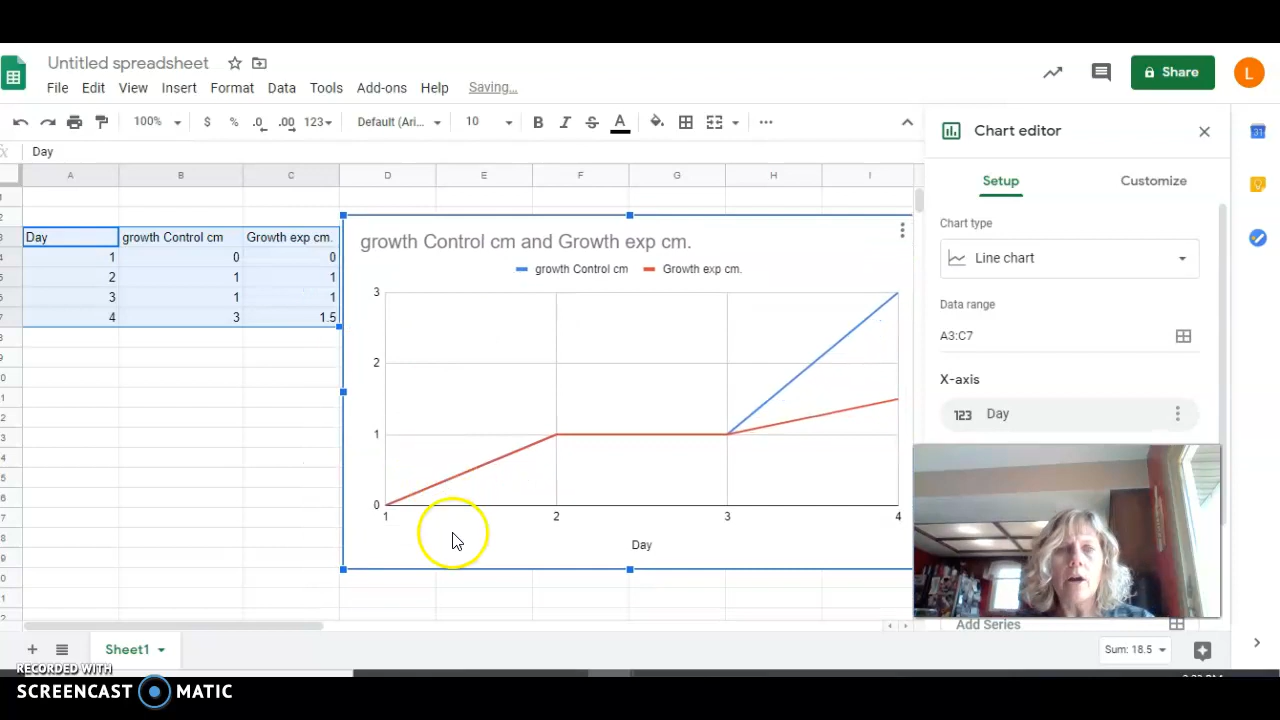 Untitled spreadsheet
Share
L
File Edit View Insert Format Data Tools Add-ons Help Saving...
100% $ % .0 .00 123 Default (Ari... 10 B I S A
Day
Chart editor
Setup Customize
A B C D E F G H I
Day growth Control cm Growth exp cm.
1 0 0
2 1 1
3 1 1
4 3 1.5
growth Control cm and Growth exp cm.
growth Control cm Growth exp cm.
3
2
1
0
1 2 3 4
Day
Chart type
Line chart
Data range
A3:C7
X-axis
123 Day
Add Series
31
Sheet1
Sum: 18.5
RECORDED WITH
SCREENCAST MATIC